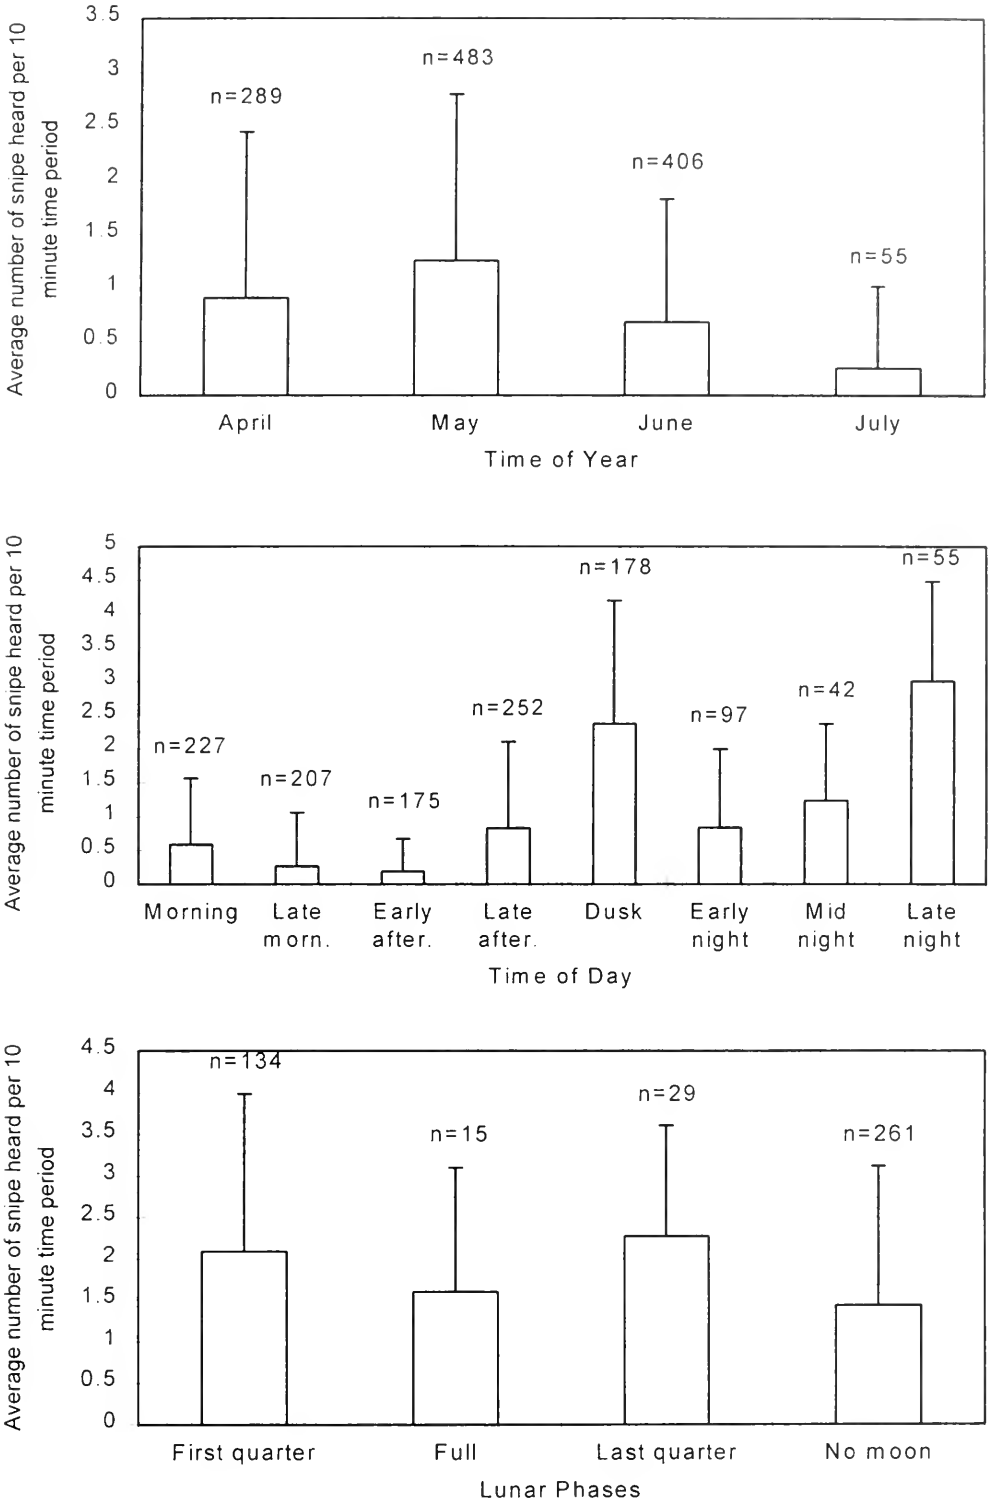 Average number of snipe heard per 10
minute time period
3.5
3
2.5
2
1.5
1
0.5
0
n=289
n=483
n=406
n=55
April
May
June
July
Time of Year
Average number of snipe heard per 10
minute time period
5
4.5
4
3.5
3
2.5
2
1.5
1
0.5
0
n=227
n=207
n=175
n=252
n=178
n=97
n=42
n=55
Morning
Late
morn.
Early
after.
Late
after.
Dusk
Early
night
Mid
night
Late
night
Time of Day
Average number of snipe heard per 10
minute time period
4.5
4
3.5
3
2.5
2
1.5
1
0.5
0
n=134
n=15
n=29
n=261
First quarter
Full
Last quarter
No moon
Lunar Phases